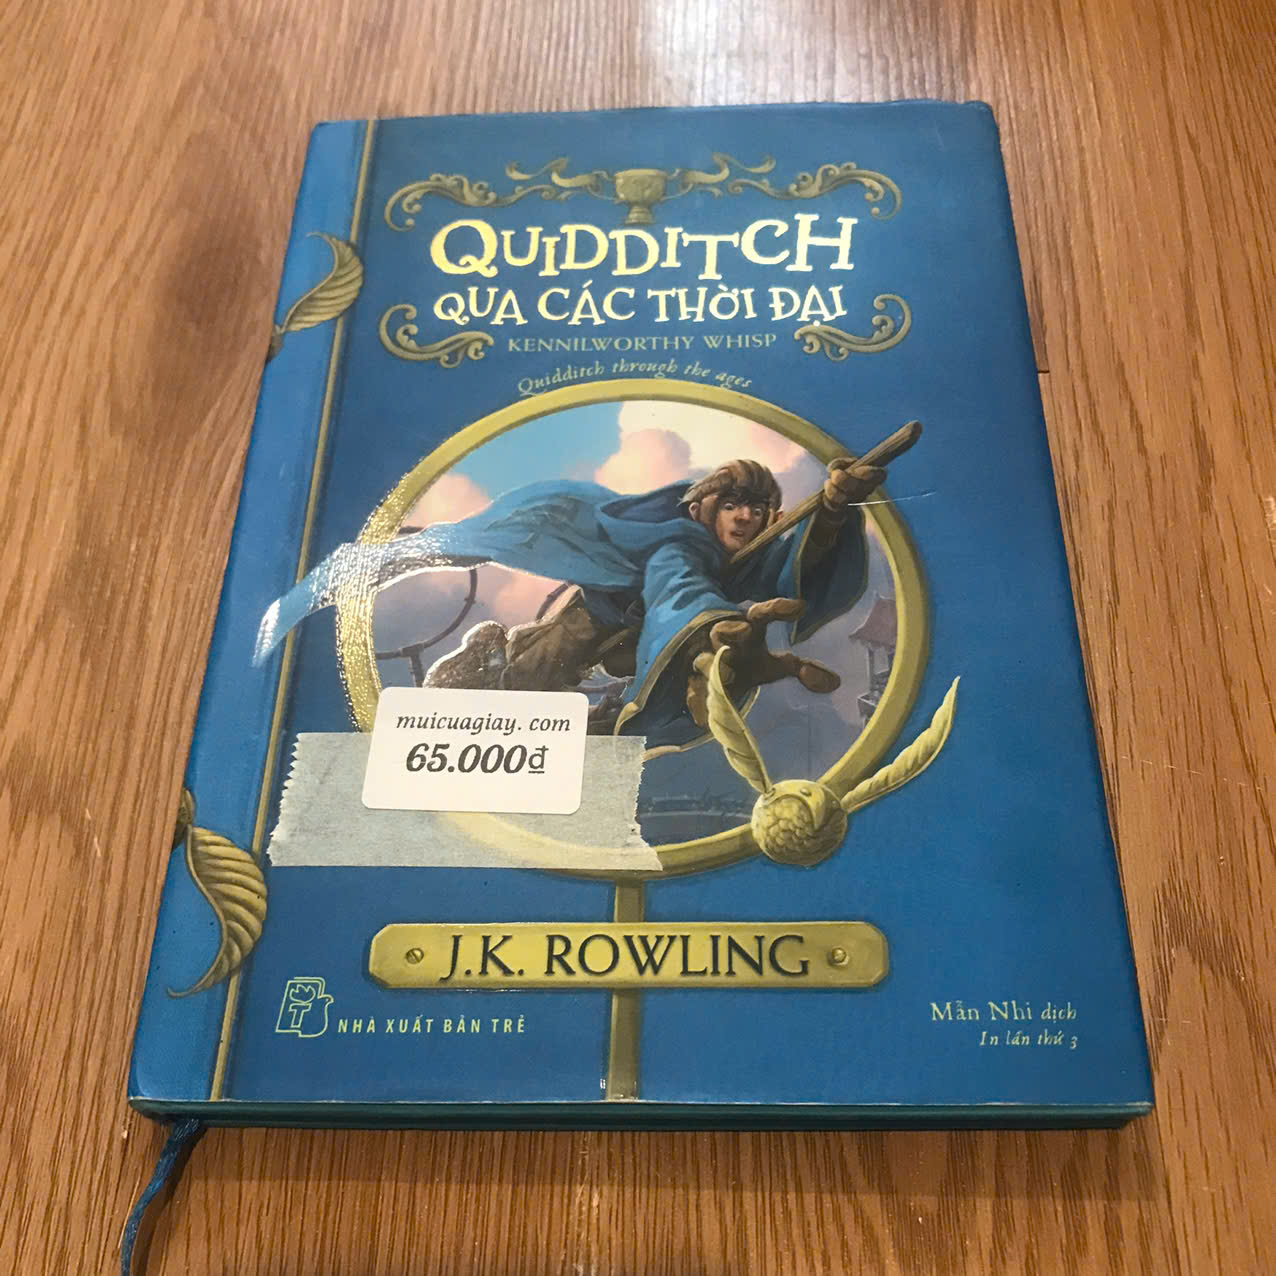 QUIDDITCH
QUA CÁC THỜI ĐẠI
KENNILWORTHY WHISP
Quidditch through the ages
muicuagiay. com
65.000₫
J.K. ROWLING
NHÀ XUẤT BẢN TRẺ
Mẫn Nhi dịch
In lần thứ 3